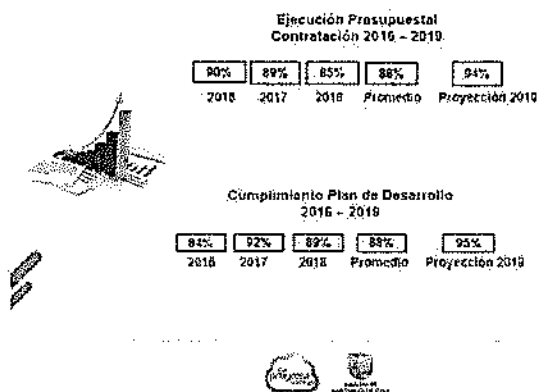 Ejecución Presupuestal
Contratación 2016 – 2019
90% 89% 85% 88% 94%
2016 2017 2018 Promedio Proyección 2019
Cumplimiento Plan de Desarrollo
2016 – 2019
84% 92% 89% 88% 95%
2016 2017 2018 Promedio Proyección 2019